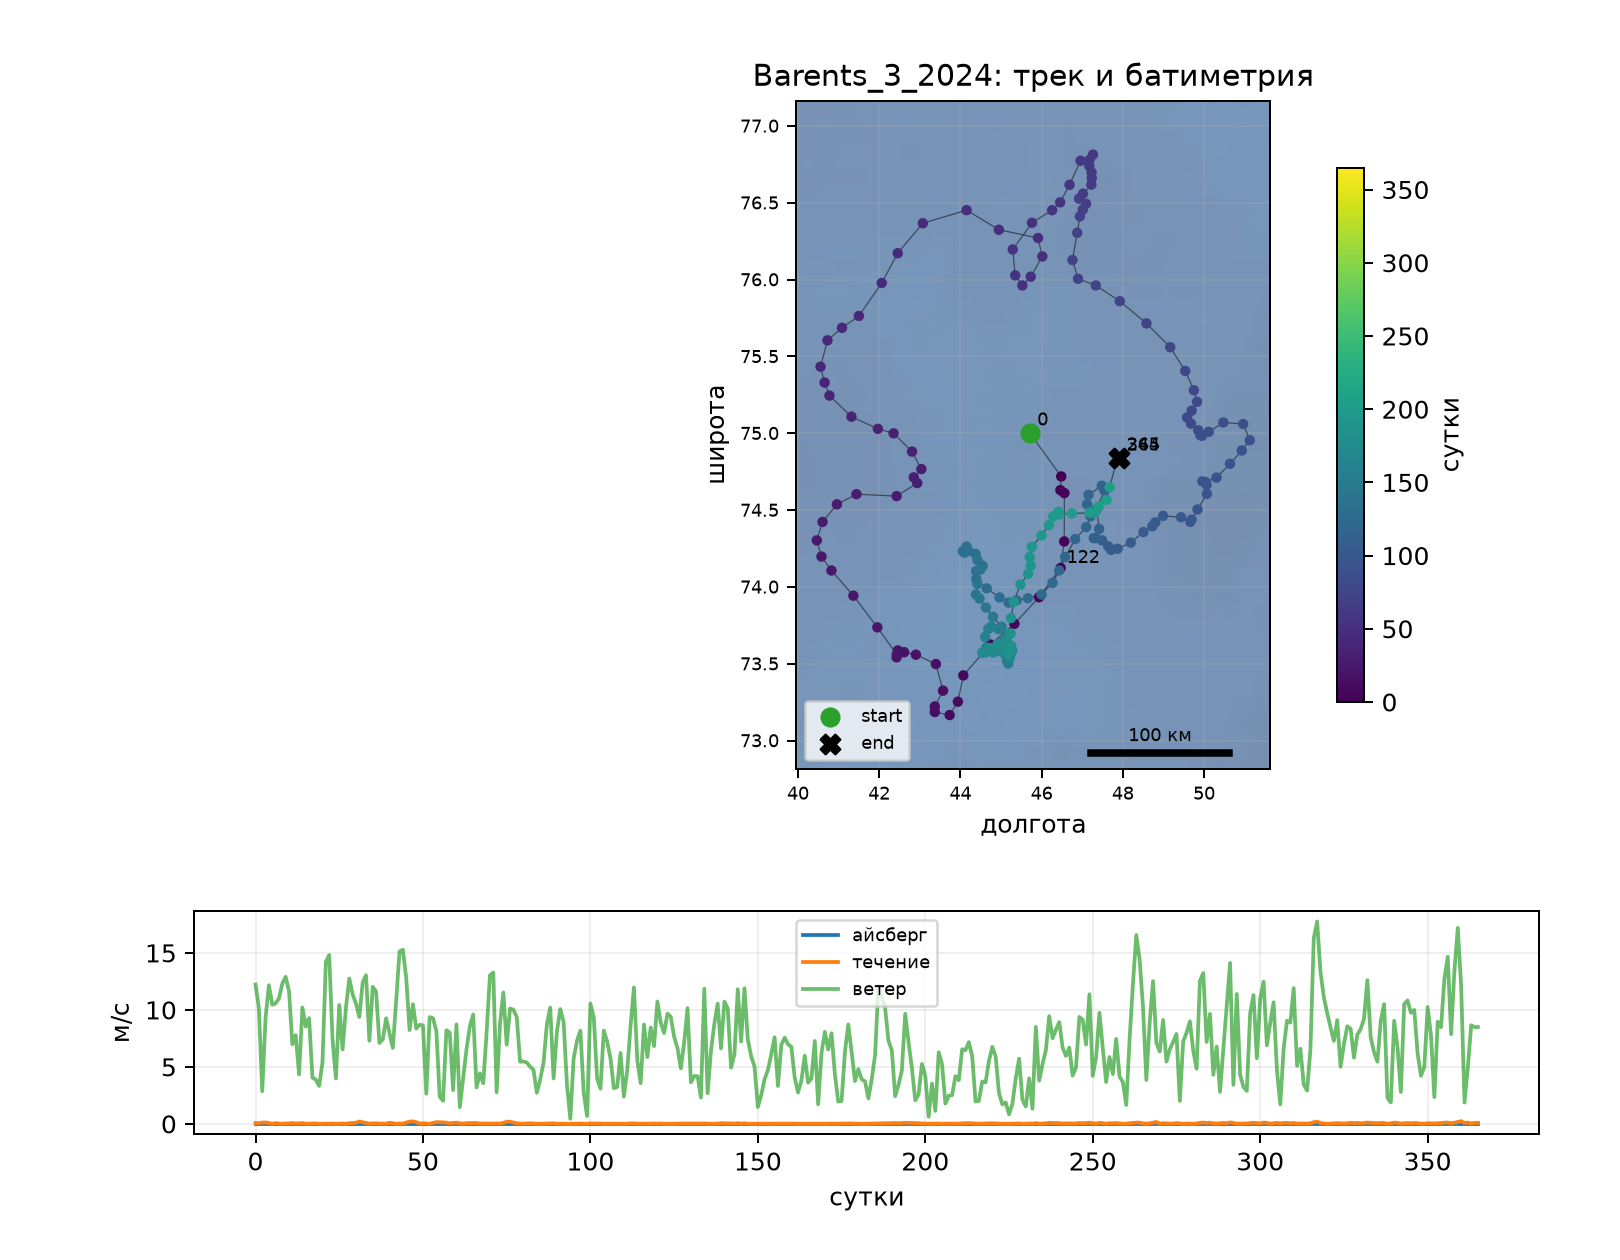 Barents_3_2024: трек и батиметрия
77.0
76.5
76.0
75.5
75.0
74.5
74.0
73.5
73.0
широта
0
122
start
end
100 км
40 42 44 46 48 50
долгота
350
300
250
200
150
100
50
0
сутки
15
10
5
0
м/с
айсберг
течение
ветер
0 50 100 150 200 250 300 350
сутки